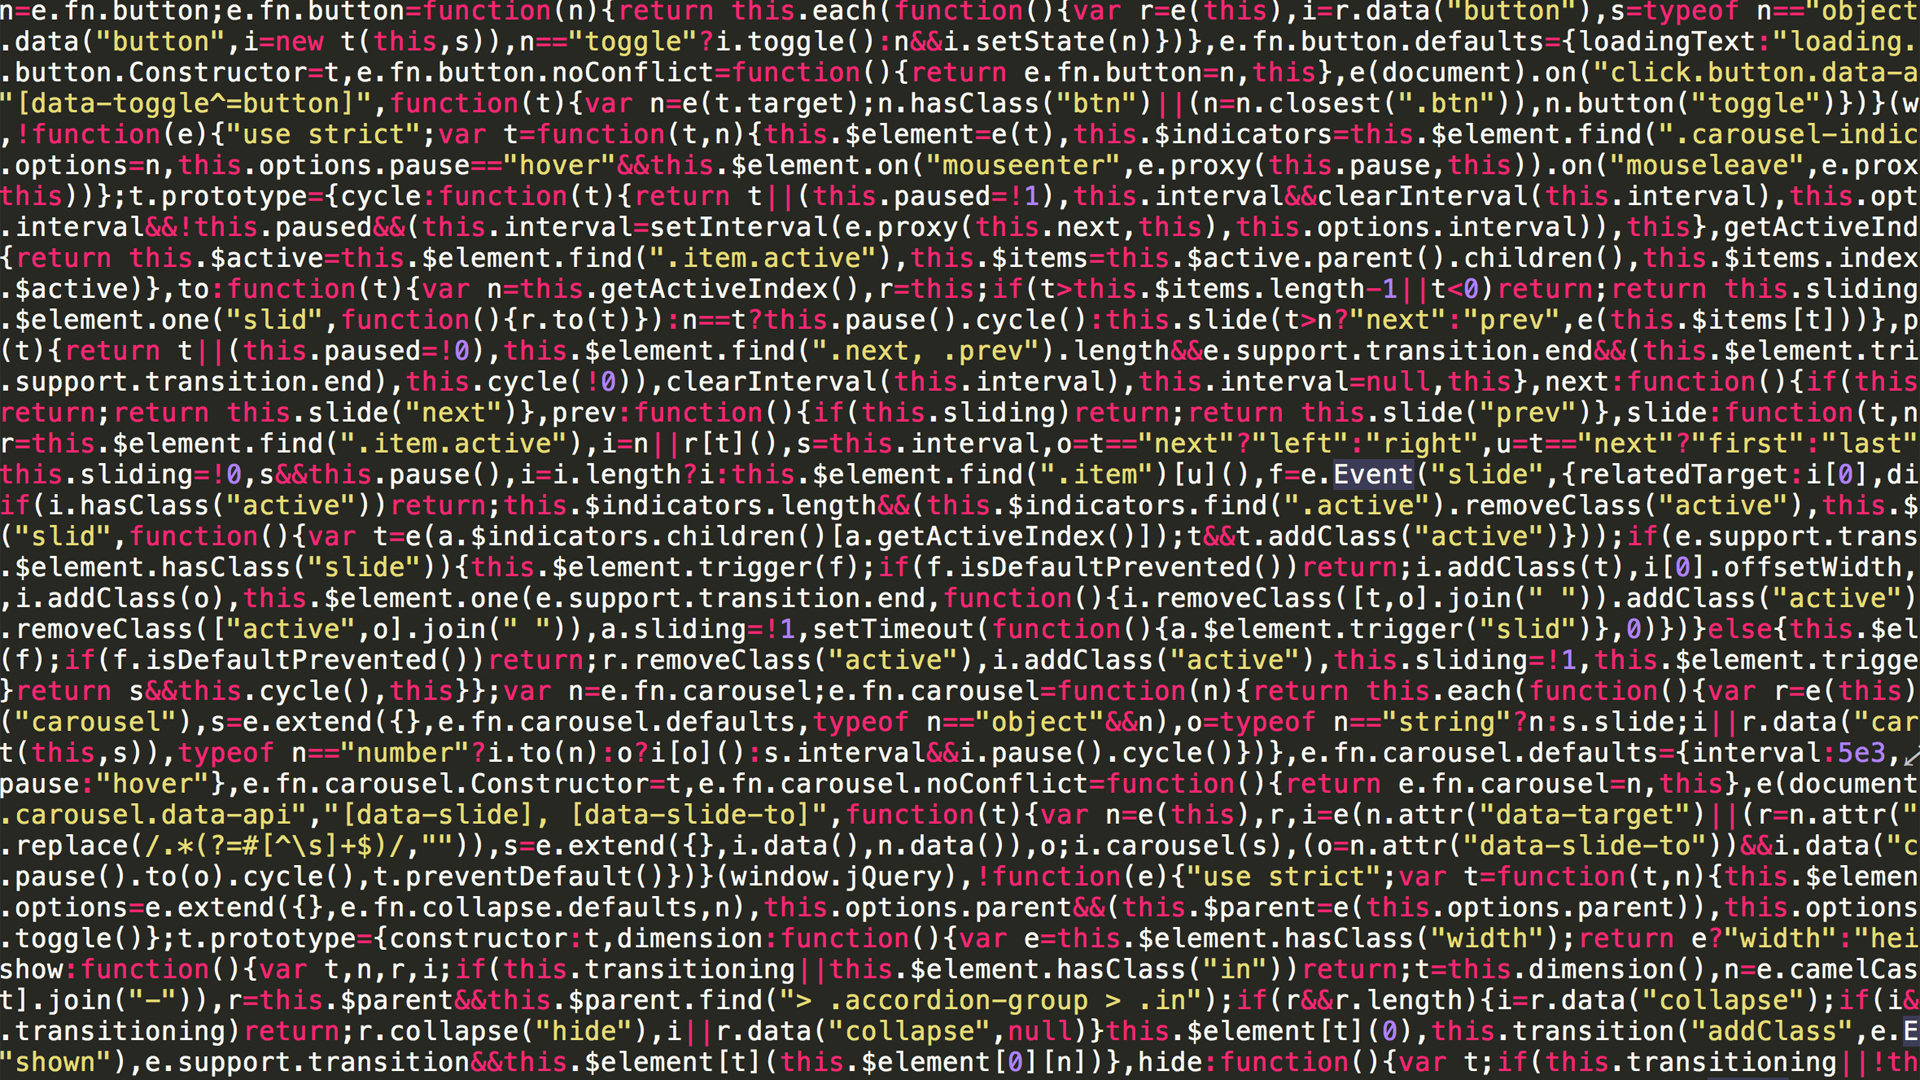 n=e.fn.button;e.fn.button=function(n){return this.each(function(){var r=e(this),i=r.data("button"),s=typeof n=="object
.data("button",i=new t(this,s)),n=="toggle"?i.toggle():n&&i.setState(n)})},e.fn.button.defaults={loadingText:"loading.
.button.Constructor=t,e.fn.button.noConflict=function(){return e.fn.button=n,this},e(document).on("click.button.data-a
"[data-toggle^=button]",function(t){var n=e(t.target);n.hasClass("btn")||(n=n.closest(".btn")),n.button("toggle")})}(w
,!function(e){"use strict";var t=function(t,n){this.$element=e(t),this.$indicators=this.$element.find(".carousel-indic
.options=n,this.options.pause=="hover"&&this.$element.on("mouseenter",e.proxy(this.pause,this)).on("mouseleave",e.prox
this))};t.prototype={cycle:function(t){return t||(this.paused=!1),this.interval&&clearInterval(this.interval),this.opt
.interval&&!this.paused&&(this.interval=setInterval(e.proxy(this.next,this),this.options.interval)),this},getActiveInd
{return this.$active=this.$element.find(".item.active"),this.$items=this.$active.parent().children(),this.$items.index
.$active)},to:function(t){var n=this.getActiveIndex(),r=this;if(t>this.$items.length-1||t<0)return;return this.sliding
.$element.one("slid",function(){r.to(t)}):n==t?this.pause().cycle():this.slide(t>n?"next":"prev",e(this.$items[t]))},p
(t){return t||(this.paused=!0),this.$element.find(".next, .prev").length&&e.support.transition.end&&(this.$element.tri
.support.transition.end),this.cycle(!0)),clearInterval(this.interval),this.interval=null,this},next:function(){if(this
return;return this.slide("next")},prev:function(){if(this.sliding)return;return this.slide("prev")},slide:function(t,n
r=this.$element.find(".item.active"),i=n||r[t](),s=this.interval,o=t=="next"?"left":"right",u=t=="next"?"first":"last"
this.sliding=!0,s&&this.pause(),i=i.length?i:this.$element.find(".item")[u](),f=e.Event("slide",{relatedTarget:i[0],di
if(i.hasClass("active"))return;this.$indicators.length&&(this.$indicators.find(".active").removeClass("active"),this.$
("slid",function(){var t=e(a.$indicators.children()[a.getActiveIndex()]);t&&t.addClass("active")}));if(e.support.trans
.$element.hasClass("slide")){this.$element.trigger(f);if(f.isDefaultPrevented())return;i.addClass(t),i[0].offsetWidth,
,i.addClass(o),this.$element.one(e.support.transition.end,function(){i.removeClass([t,o].join(" ")).addClass("active")
.removeClass(["active",o].join(" ")),a.sliding=!1,setTimeout(function(){a.$element.trigger("slid")},0)})}else{this.$el
(f);if(f.isDefaultPrevented())return;r.removeClass("active"),i.addClass("active"),this.sliding=!1,this.$element.trigge
}return s&&this.cycle(),this}};var n=e.fn.carousel;e.fn.carousel=function(n){return this.each(function(){var r=e(this)
("carousel"),s=e.extend({},e.fn.carousel.defaults,typeof n=="object"&&n),o=typeof n=="string"?n:s.slide;i||r.data("car
t(this,s)),typeof n=="number"?i.to(n):o?i[o]():s.interval&&i.pause().cycle()})},e.fn.carousel.defaults={interval:5e3,
pause:"hover"},e.fn.carousel.Constructor=t,e.fn.carousel.noConflict=function(){return e.fn.carousel=n,this},e(document
.carousel.data-api","[data-slide], [data-slide-to]",function(t){var n=e(this),r,i=e(n.attr("data-target")||(r=n.attr("
.replace(/.*(?=#[^\s]+$)/,"")),s=e.extend({},i.data(),n.data()),o;i.carousel(s),(o=n.attr("data-slide-to"))&&i.data("c
.pause().to(o).cycle(),t.preventDefault()})}(window.jQuery),!function(e){"use strict";var t=function(t,n){this.$elemen
.options=e.extend({},e.fn.collapse.defaults,n),this.options.parent&&(this.$parent=e(this.options.parent)),this.options
.toggle()};t.prototype={constructor:t,dimension:function(){var e=this.$element.hasClass("width");return e?"width":"hei
show:function(){var t,n,r,i;if(this.transitioning||this.$element.hasClass("in"))return;t=this.dimension(),n=e.camelCas
t].join("-")),r=this.$parent&&this.$parent.find("> .accordion-group > .in");if(r&&r.length){i=r.data("collapse");if(i&
.transitioning)return;r.collapse("hide"),i||r.data("collapse",null)}this.$element[t](0),this.transition("addClass",e.E
"shown"),e.support.transition&&this.$element[t](this.$element[0][n])},hide:function(){var t;if(this.transitioning||!th